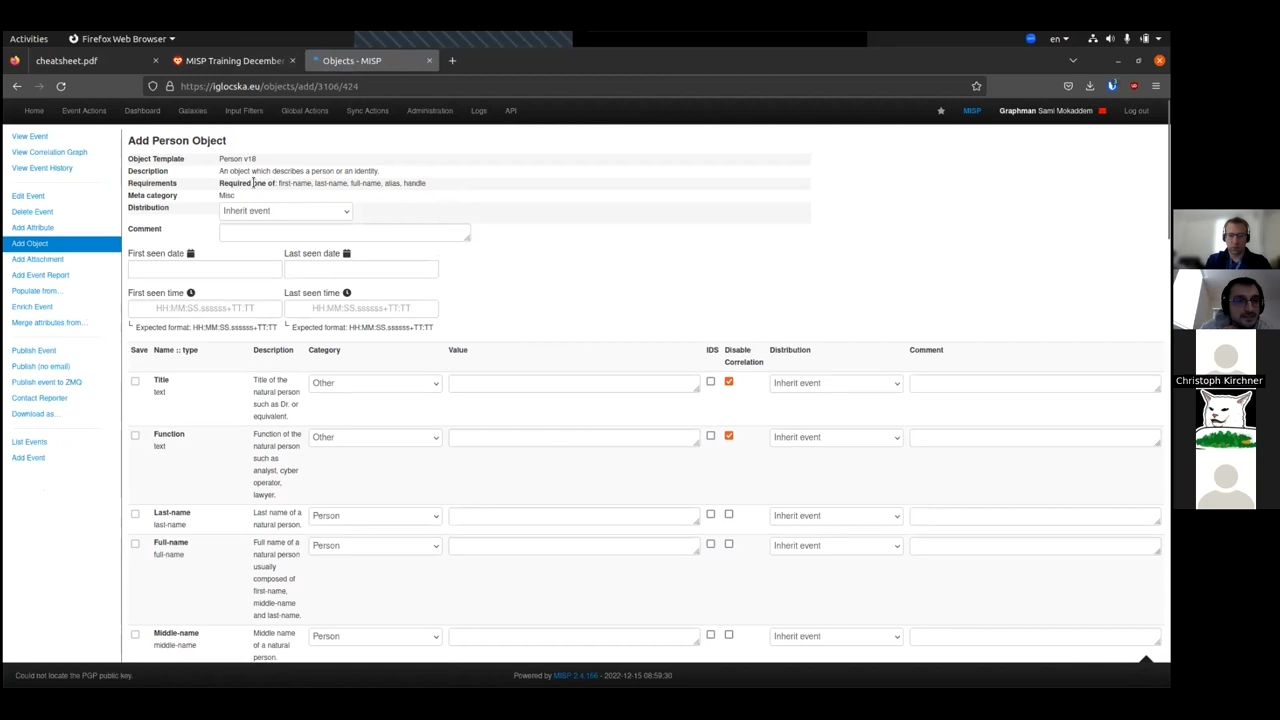 Activities Firefox Web Browser en
cheatsheet.pdf MISP Training December Objects - MISP
https://iglocska.eu/objects/add/3106/424
Home Event Actions Dashboard Galaxies Input Filters Global Actions Sync Actions Administration Logs API MISP Graphman Sami Mokaddem Log out
View Event
View Correlation Graph
View Event History
Edit Event
Delete Event
Add Attribute
Add Object
Add Attachment
Add Event Report
Populate from...
Enrich Event
Merge attributes from...
Publish Event
Publish (no email)
Publish event to ZMQ
Contact Reporter
Download as...
List Events
Add Event
Add Person Object
Object Template Person v18
Description An object which describes a person or an identity.
Requirements Required one of: first-name, last-name, full-name, alias, handle
Meta category Misc
Distribution Inherit event
Comment
First seen date Last seen date
First seen time Last seen time
HH:MM:SS.ssssss+TT:TT HH:MM:SS.ssssss+TT:TT
Expected format: HH:MM:SS.ssssss+TT:TT Expected format: HH:MM:SS.ssssss+TT:TT
Save Name :: type Description Category Value IDS Disable Correlation Distribution Comment
Title
text
Title of the
natural person
such as Dr. or
equivalent.
Other
Inherit event
Function
text
Function of the
natural person
such as
analyst, cyber
operator,
lawyer.
Other
Inherit event
Last-name
last-name
Last name of a
natural person.
Person
Inherit event
Full-name
full-name
Full name of a
natural person
usually
composed of
first-name,
middle-name
and last-name.
Person
Inherit event
Middle-name
middle-name
Middle name
of a natural
person.
Person
Inherit event
Could not locate the PGP public key. Powered by MISP 2.4.166 - 2022-12-15 08:59:30
Christoph Kirchner